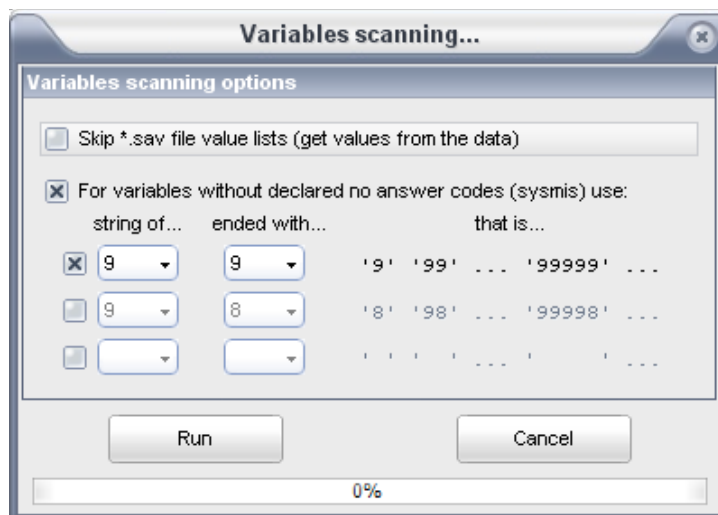 Variables scanning...
Variables scanning options
Skip *.sav file value lists (get values from the data)
For variables without declared no answer codes (sysmis) use:
string of... ended with... that is...
9 9 '9' '99' ... '99999' ...
9 8 '8' '98' ... '99998' ...
' ' ' ' ... ' ' ...
Run Cancel
0%